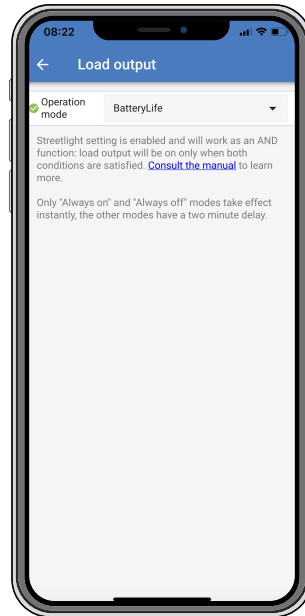 08:22
Load output
Operation
mode
BatteryLife
Streetlight setting is enabled and will work as an AND
function: load output will be on only when both
conditions are satisfied. Consult the manual to learn
more.
Only "Always on" and "Always off" modes take effect
instantly, the other modes have a two minute delay.